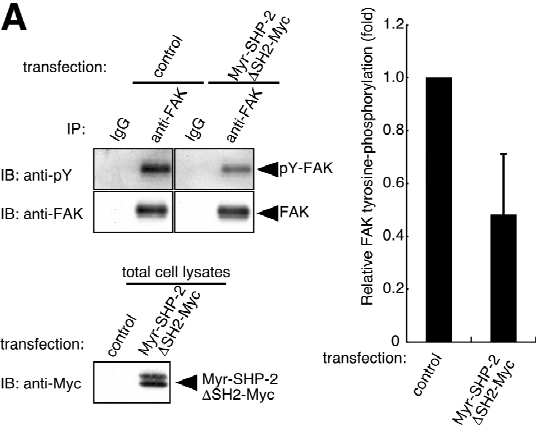 A
transfection:
control
Myr-SHP-2
ΔSH2-Myc
IP:
IgG
anti-FAK
IgG
anti-FAK
IB: anti-pY
pY-FAK
IB: anti-FAK
FAK
total cell lysates
transfection:
control
Myr-SHP-2
ΔSH2-Myc
IB: anti-Myc
Myr-SHP-2
ΔSH2-Myc
Relative FAK tyrosine-phosphorylation (fold)
1.2
1.0
0.8
0.6
0.4
0.2
0
transfection:
control
Myr-SHP-2
ΔSH2-Myc